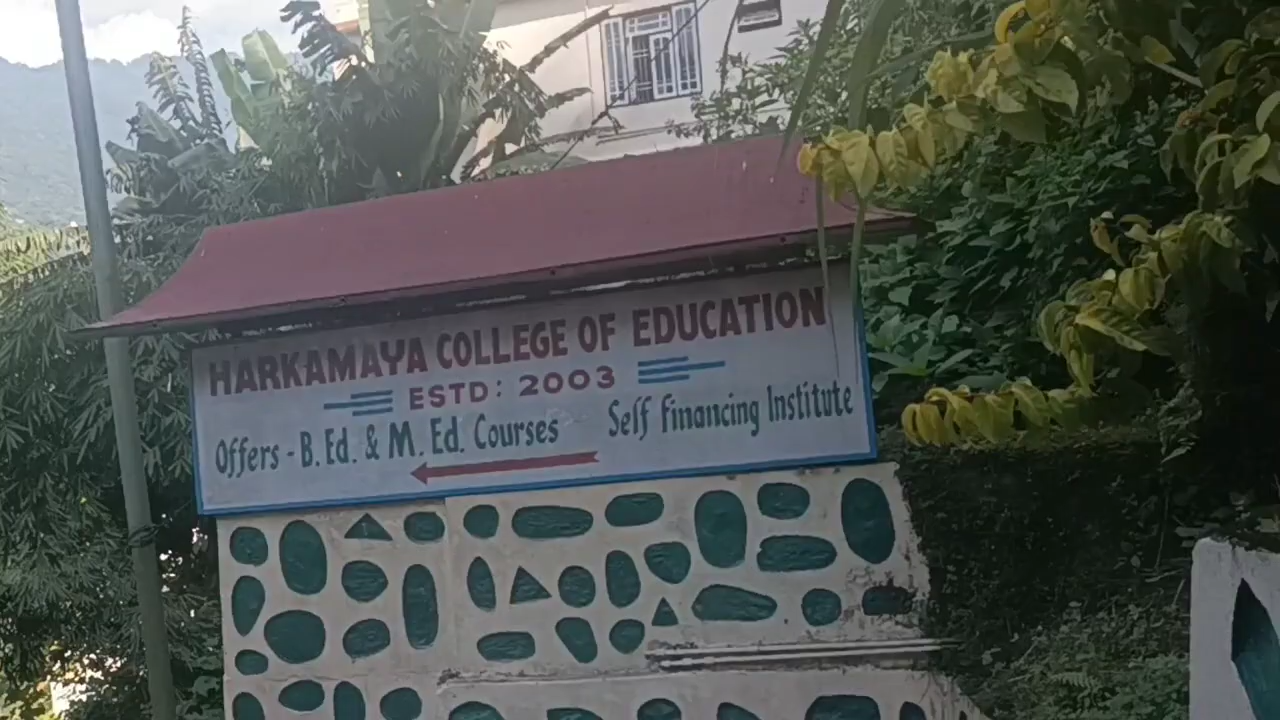 HARKAMAYA COLLEGE OF EDUCATION
ESTD: 2003
Offers - B. Ed. & M. Ed. Courses Self Financing Institute